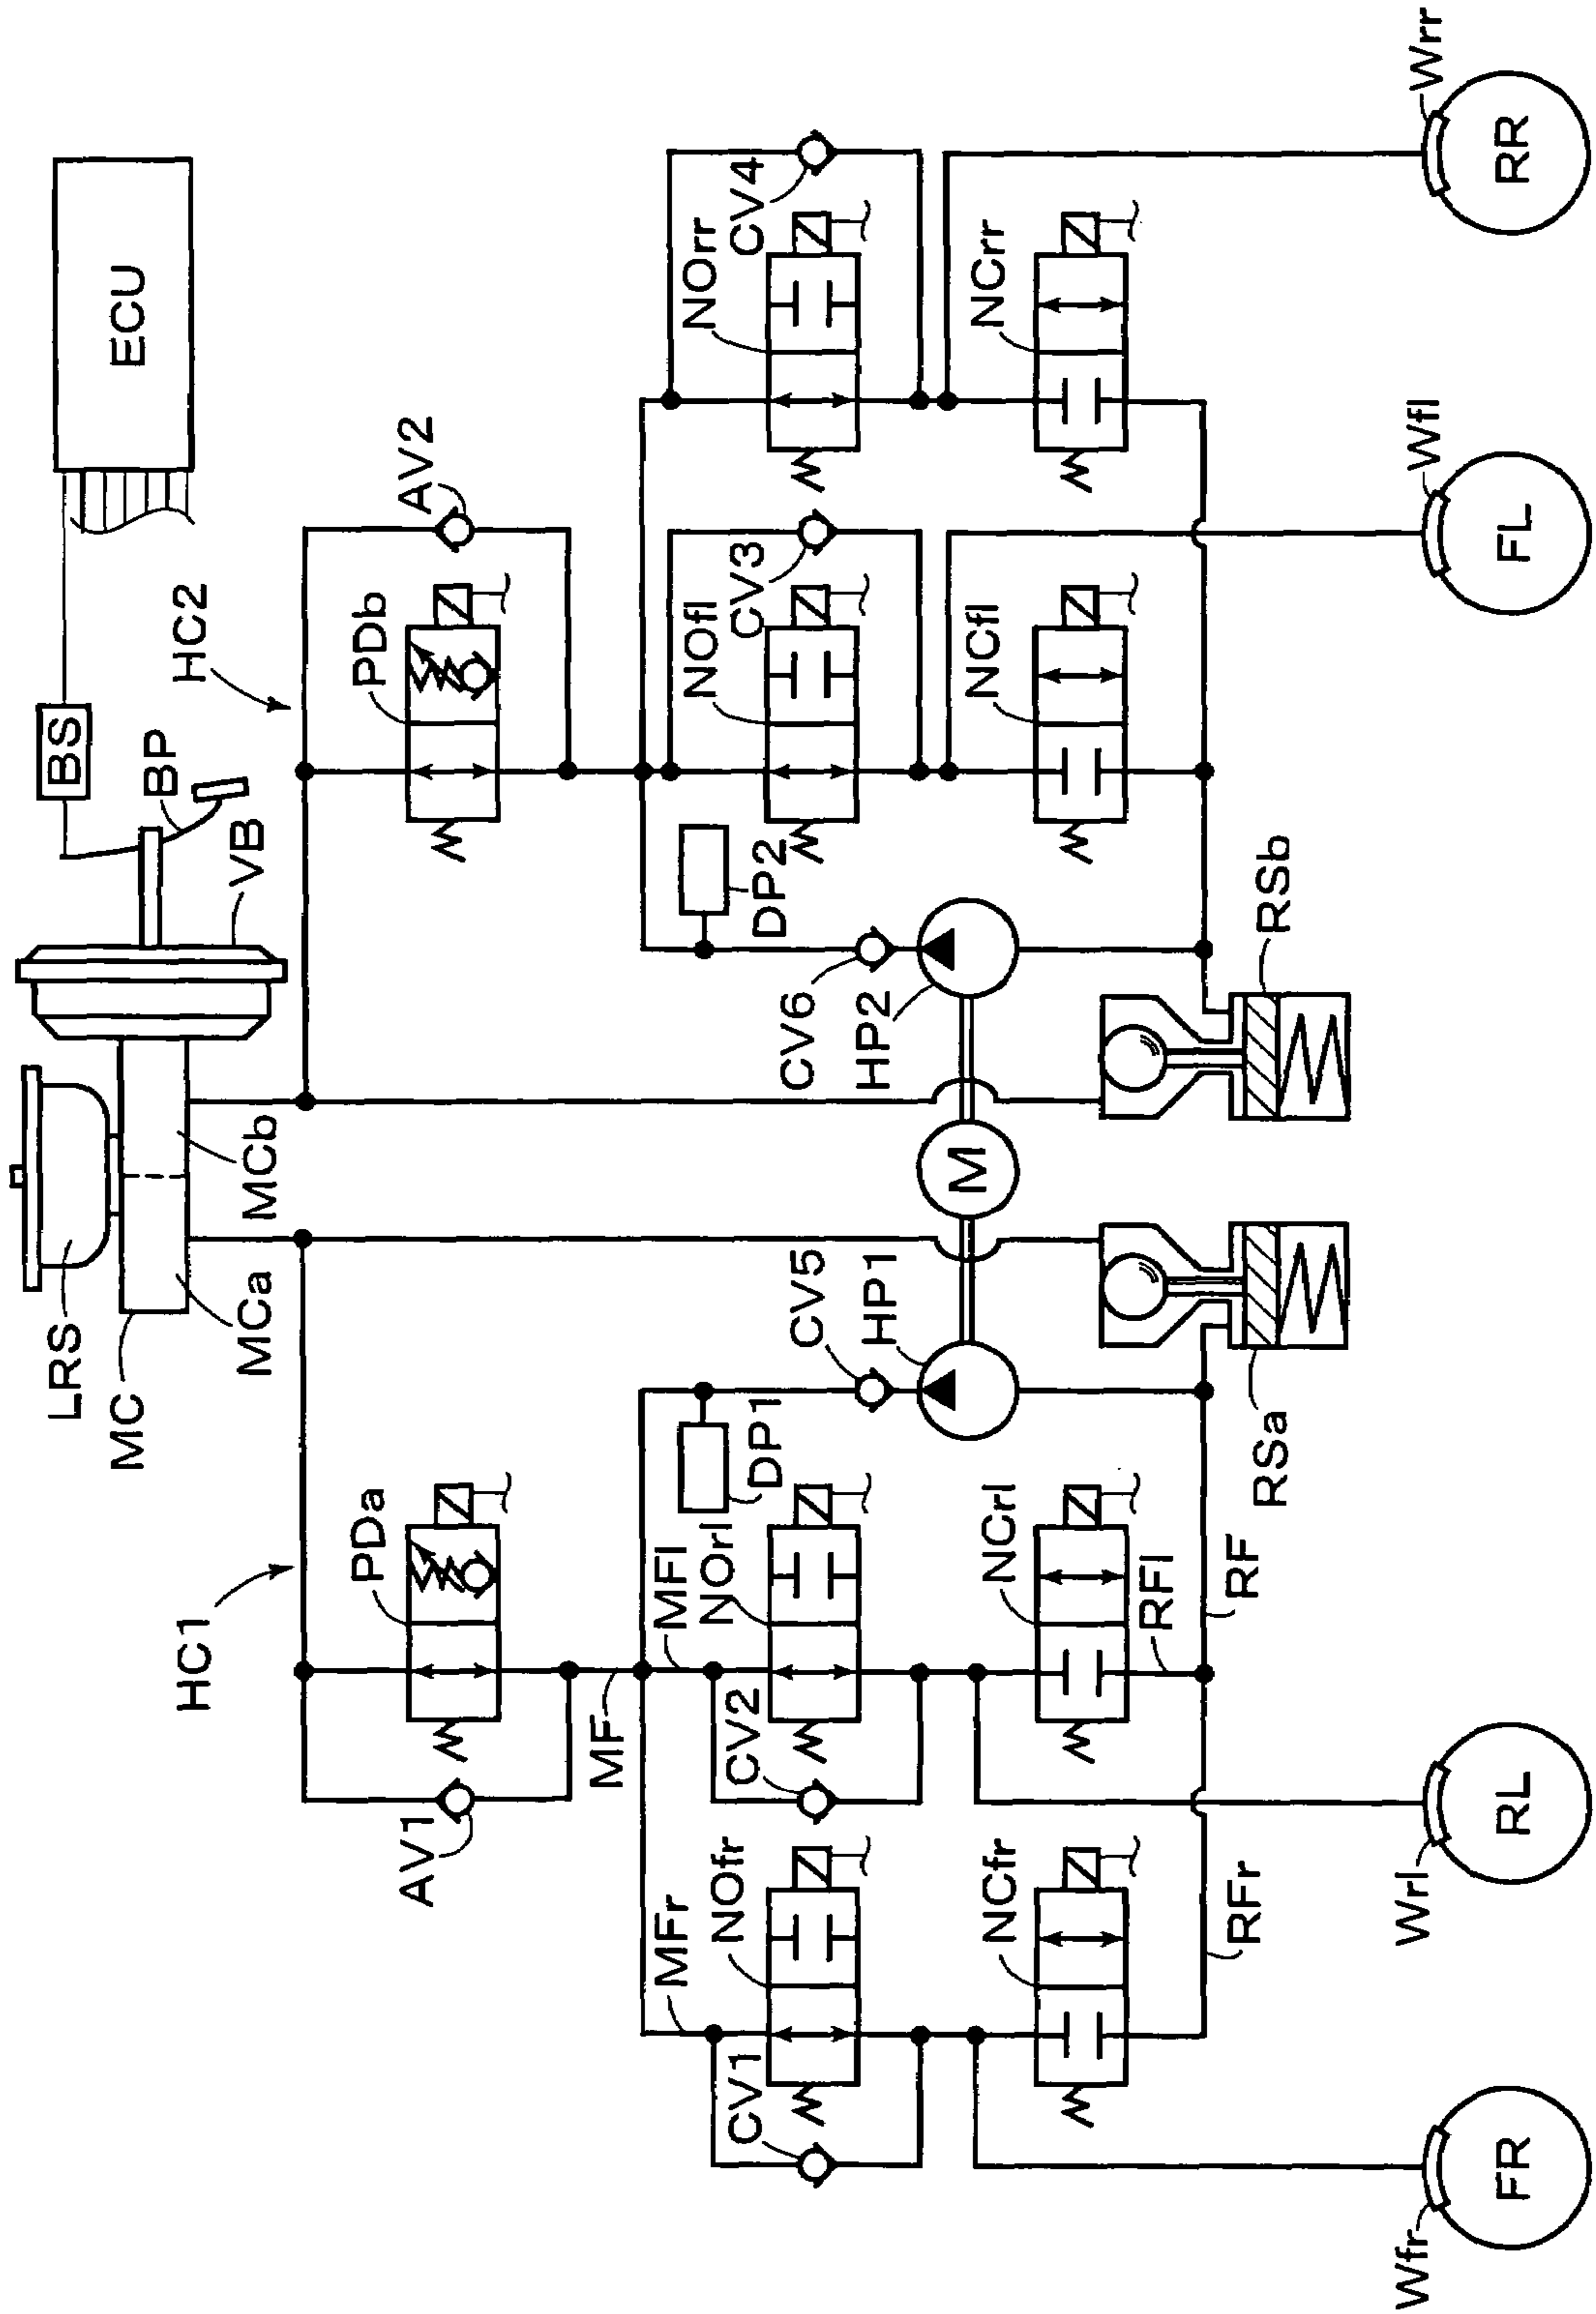 LRS
MC
MCa
MCb
VB
BP
BS
ECU
HC1
HC2
PDa
AV1
PDb
AV2
MF
MFr
MFl
DP1
DP2
NOfr
CV1
NOrl
CV2
NOfl
CV3
NOrr
CV4
CV5
HP1
M
CV6
HP2
NCfr
NCrl
NCfl
NCrr
RFr
RFl
RF
RSa
RSb
Wfr
FR
Wrl
RL
Wfl
FL
Wrr
RR